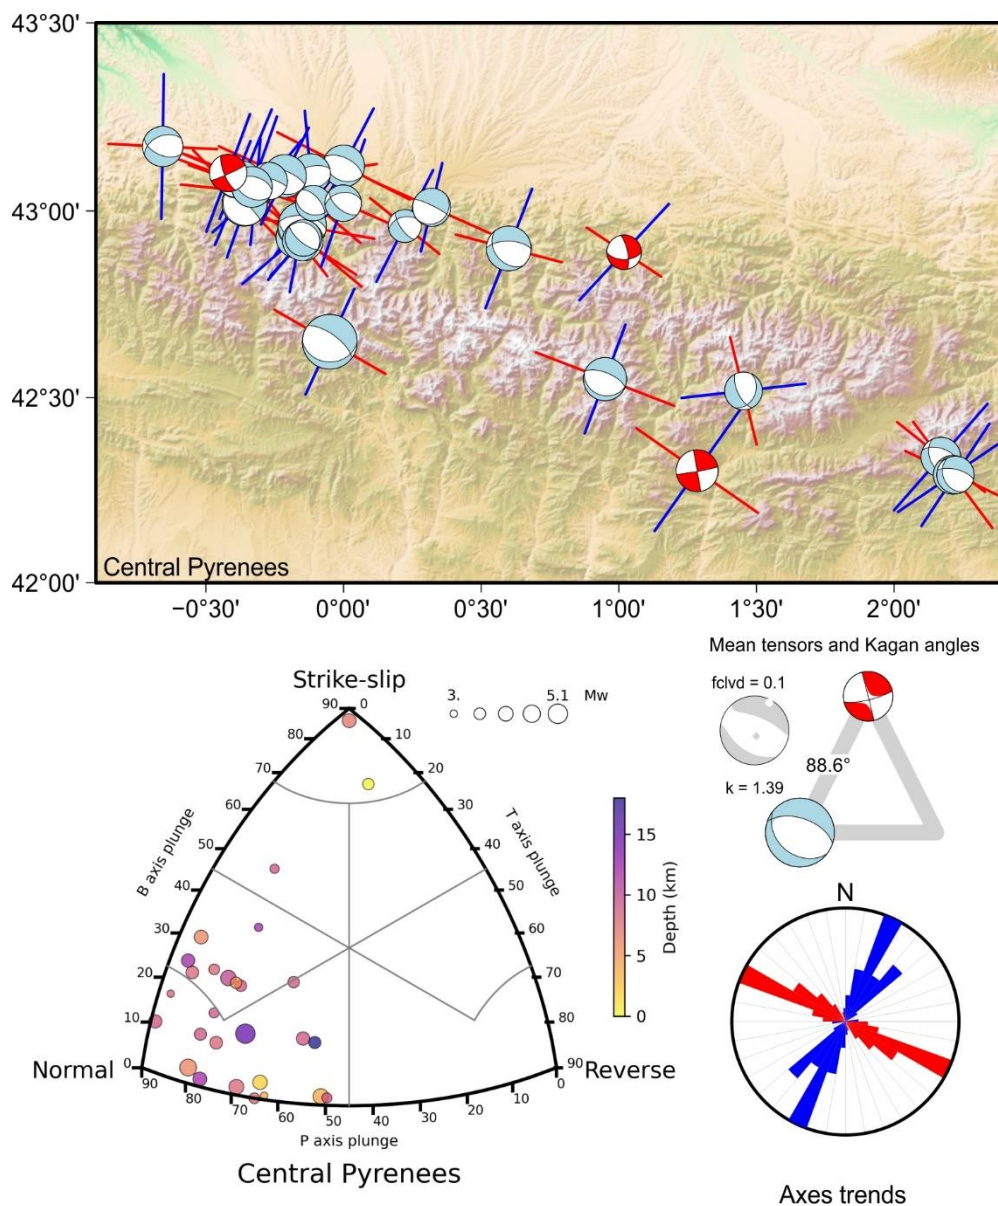 43°30'
43°00'
42°30'
42°00'
Central Pyrenees
−0°30' 0°00' 0°30' 1°00' 1°30' 2°00'
Mean tensors and Kagan angles
fclvd = 0.1
88.6°
k = 1.39
Strike-slip
3. 5.1 Mw
90 0
80 10
70 20
60 30
50 40
40 50
30 60
20 70
10 80
0 90
B axis plunge
T axis plunge
Normal
Reverse
90 80 70 60 50 40 30 20 10 0
P axis plunge
Central Pyrenees
15
10
5
0
Depth (km)
N
Axes trends